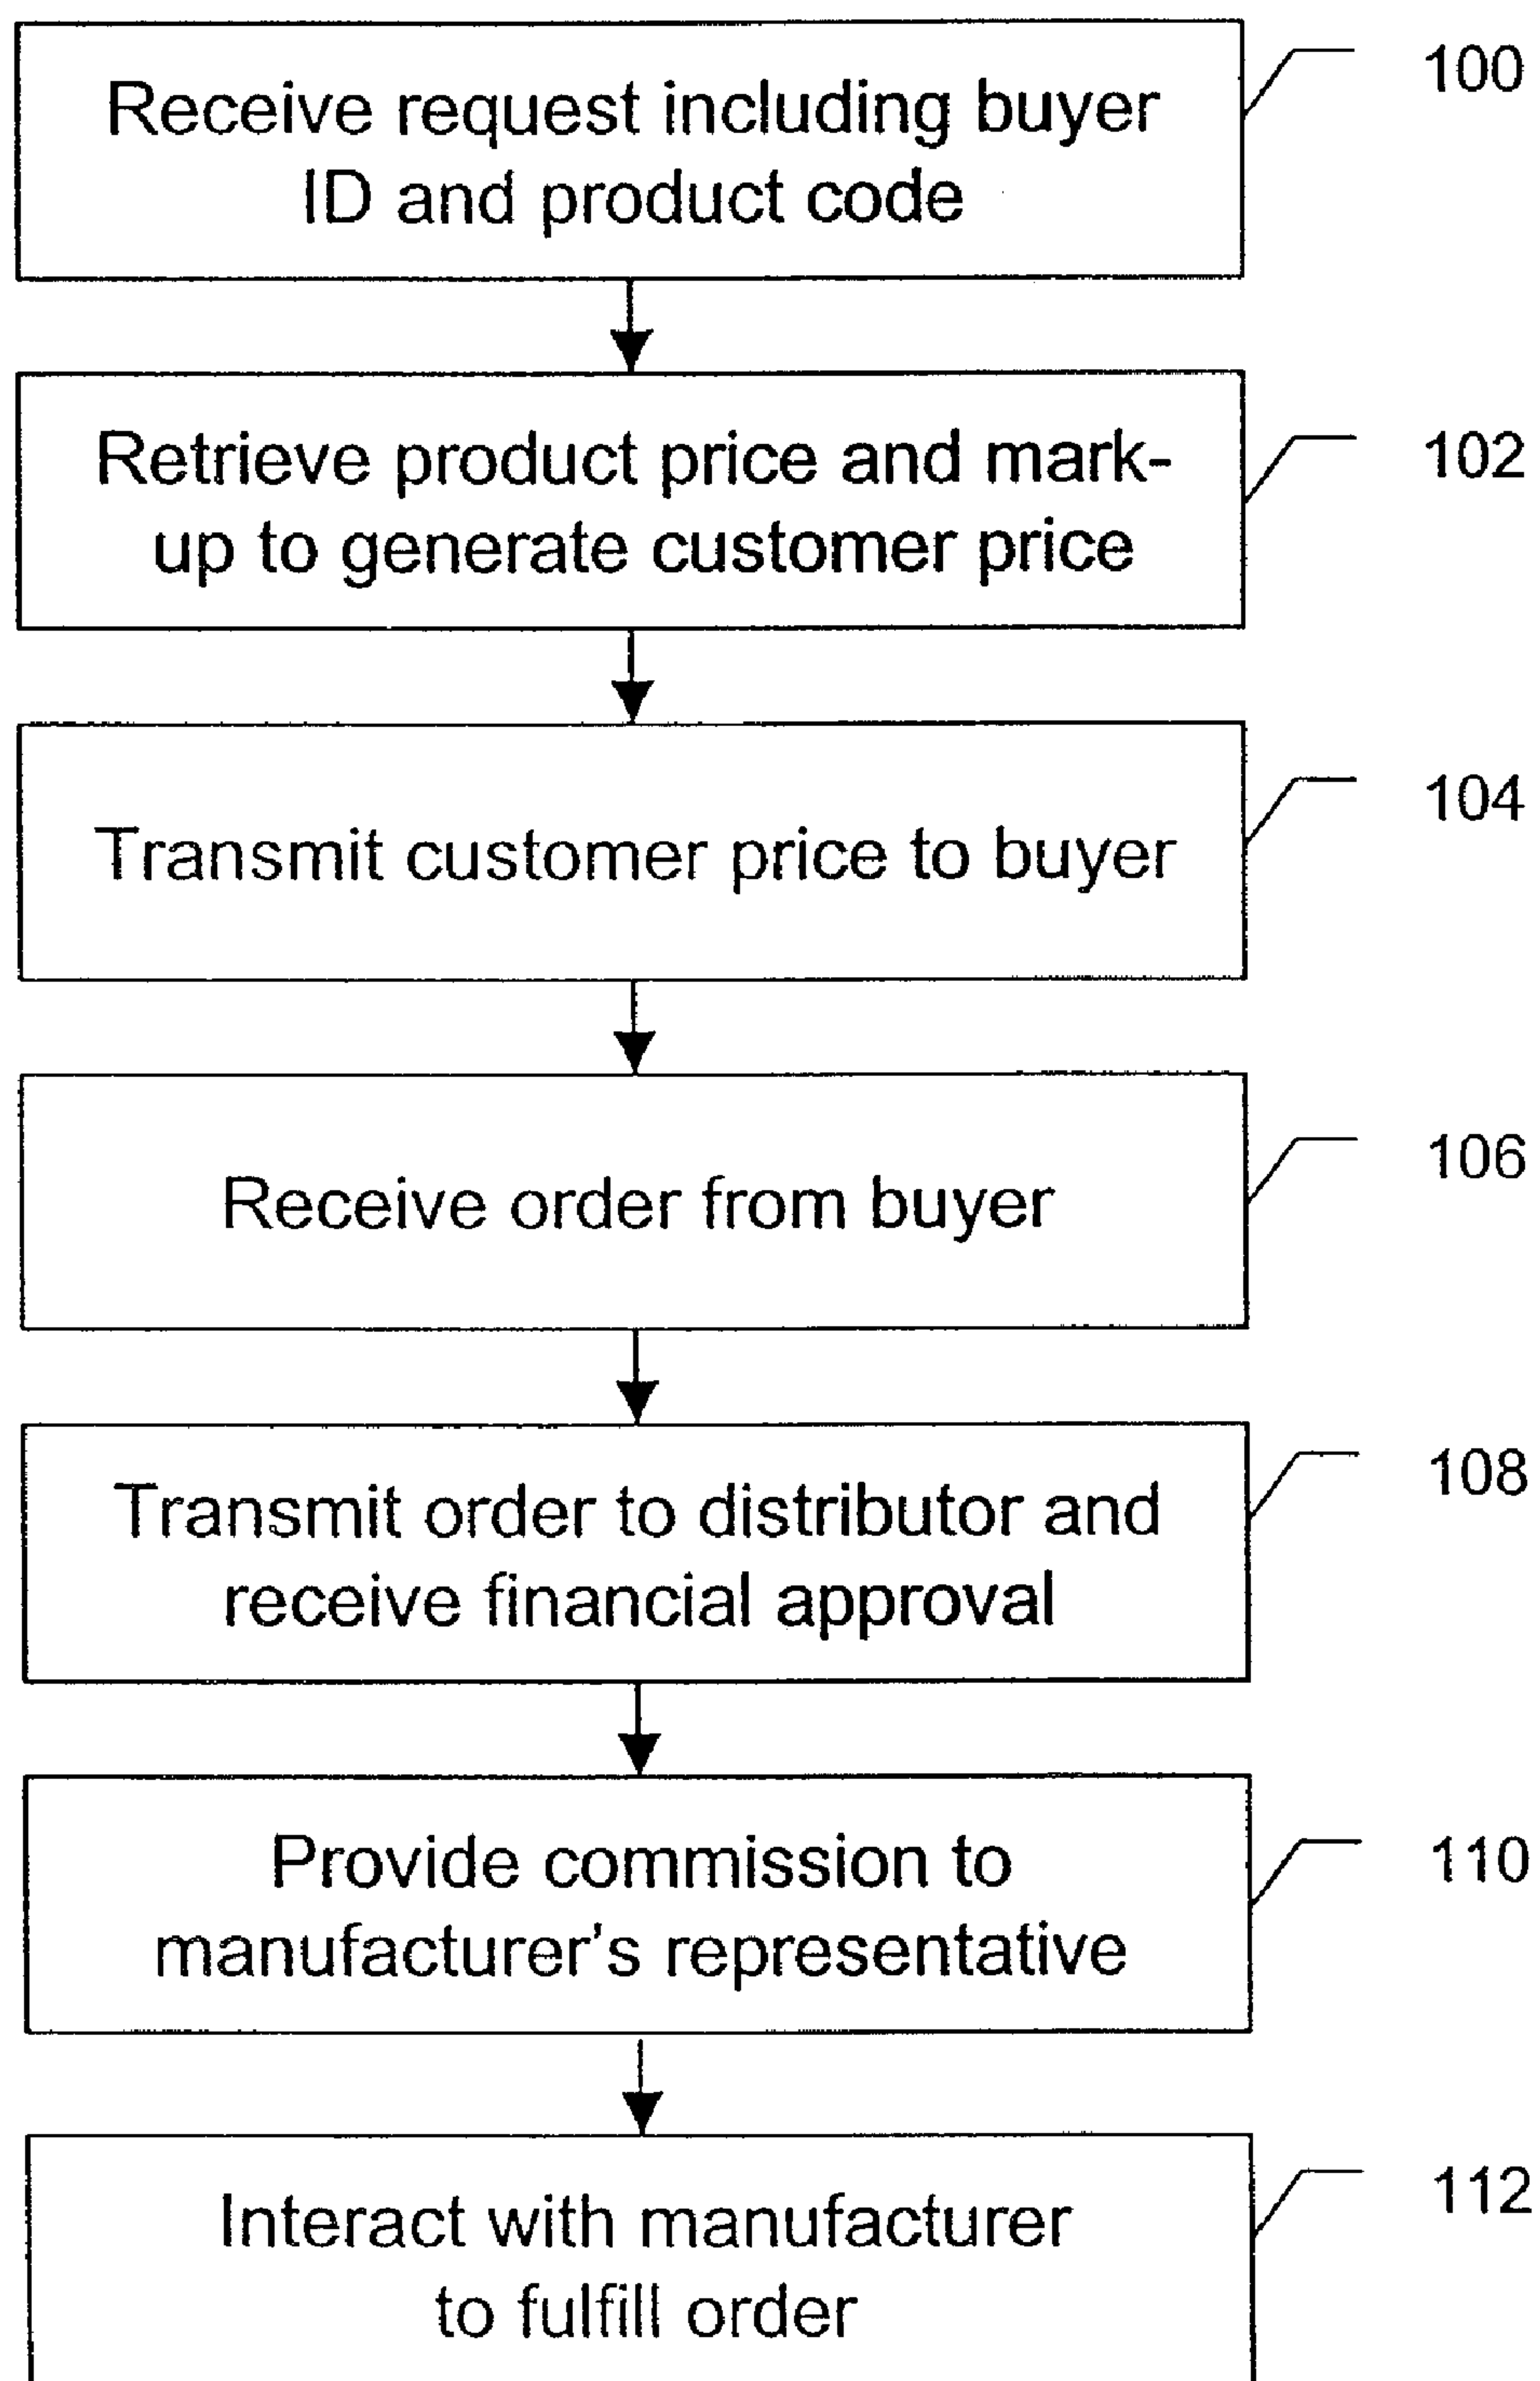 Receive request including buyer
ID and product code
100
Retrieve product price and mark-
up to generate customer price
102
Transmit customer price to buyer
104
Receive order from buyer
106
Transmit order to distributor and
receive financial approval
108
Provide commission to
manufacturer's representative
110
Interact with manufacturer
to fulfill order
112